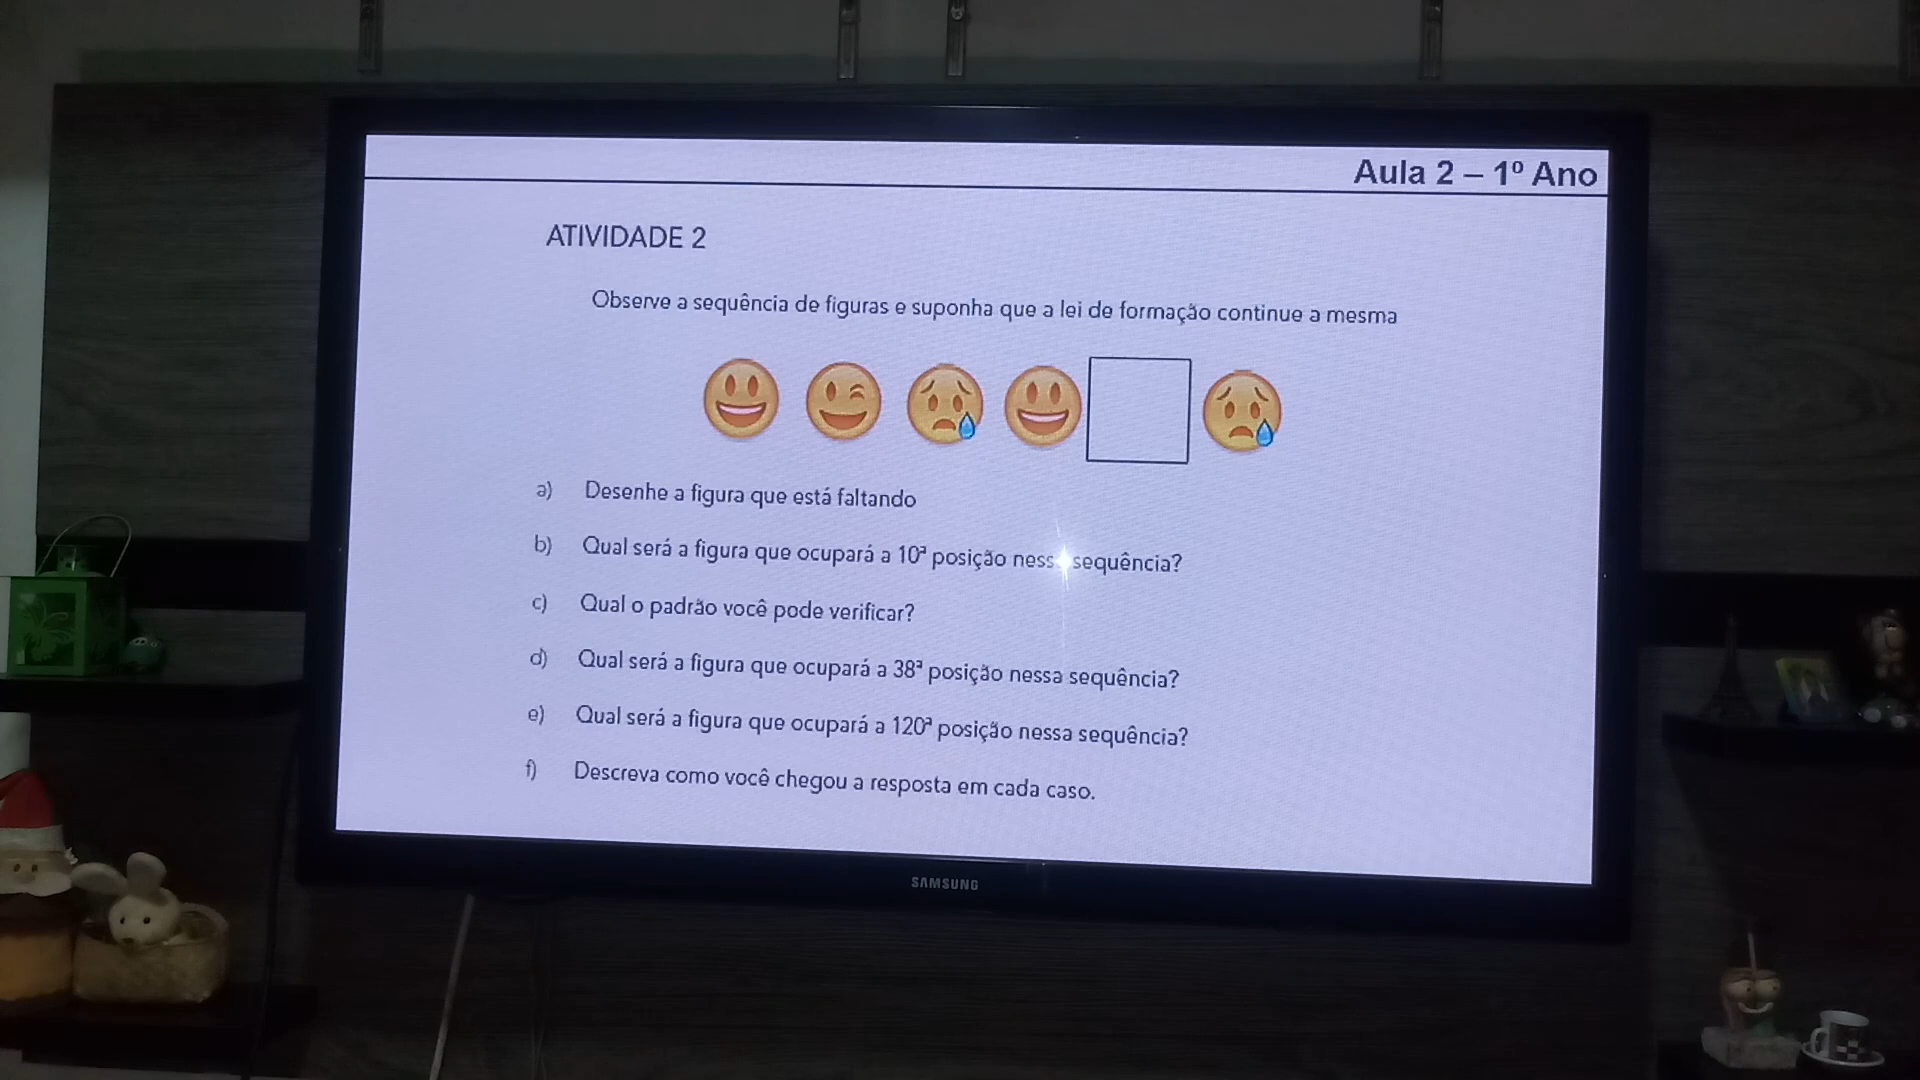 Aula 2 – 1º Ano
ATIVIDADE 2
Observe a sequência de figuras e suponha que a lei de formação continue a mesma
a) Desenhe a figura que está faltando
b) Qual será a figura que ocupará a 10ª posição nessa sequência?
c) Qual o padrão você pode verificar?
d) Qual será a figura que ocupará a 38ª posição nessa sequência?
e) Qual será a figura que ocupará a 120ª posição nessa sequência?
f) Descreva como você chegou a resposta em cada caso.
SAMSUNG